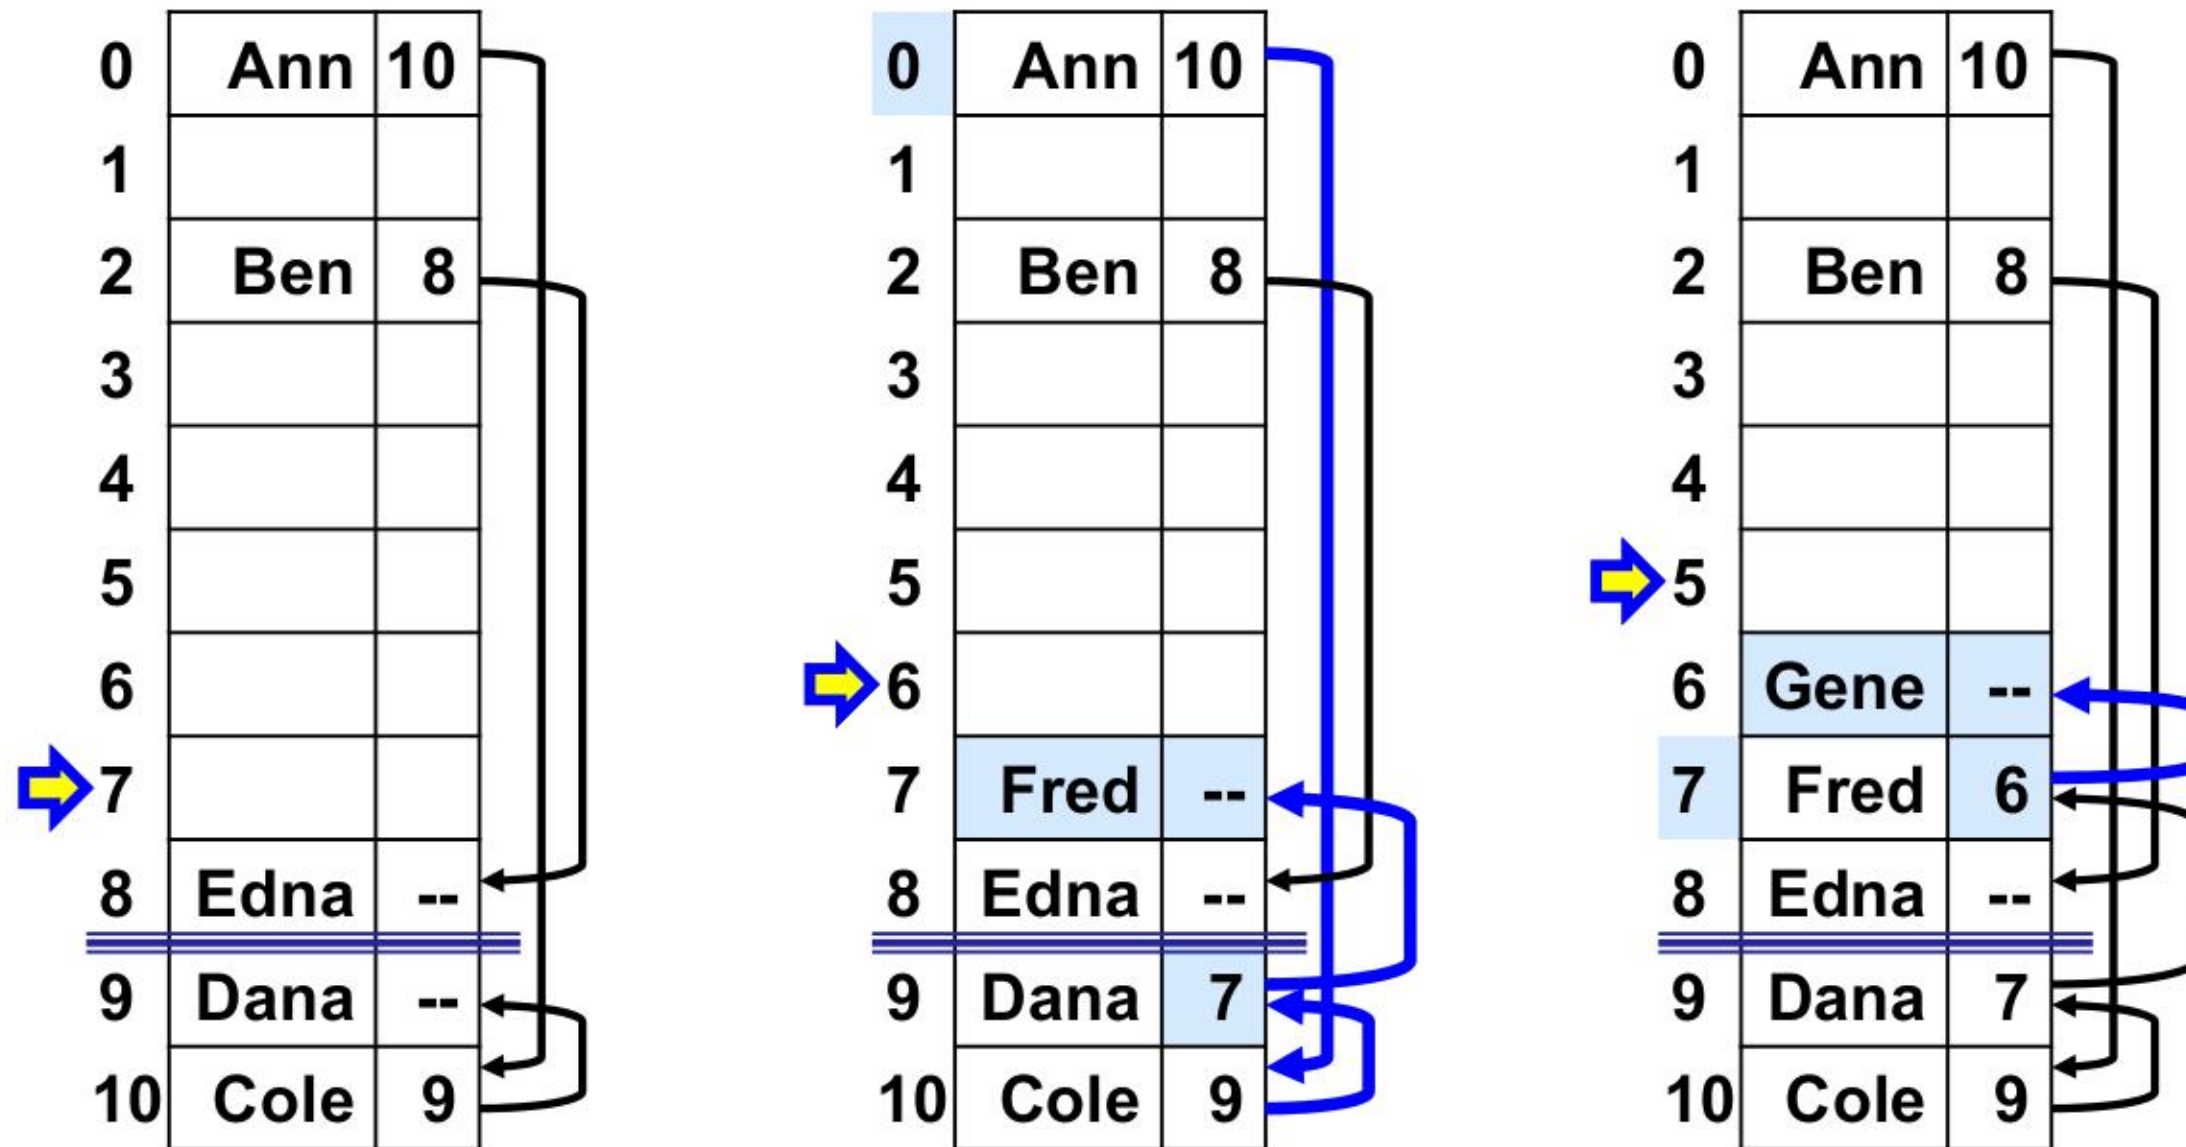 0 Ann 10
1
2 Ben 8
3
4
5
6
7
8 Edna --
9 Dana --
10 Cole 9
0 Ann 10
1
2 Ben 8
3
4
5
6
7 Fred --
8 Edna --
9 Dana 7
10 Cole 9
0 Ann 10
1
2 Ben 8
3
4
5
6 Gene --
7 Fred 6
8 Edna --
9 Dana 7
10 Cole 9